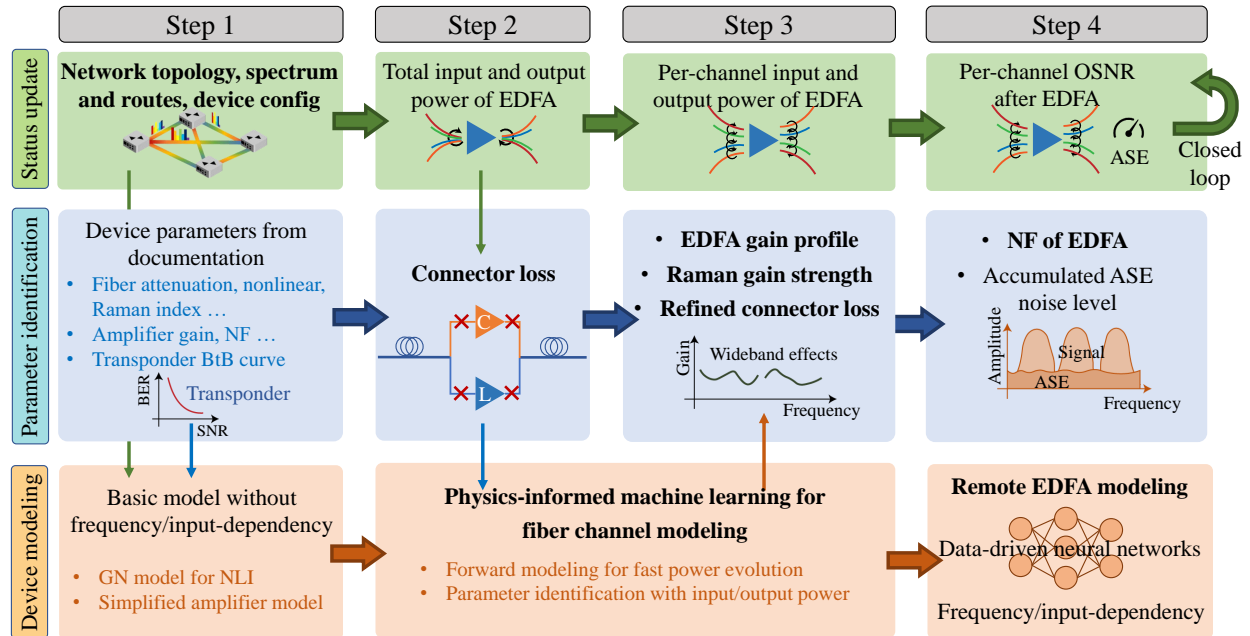 Step 1
Step 2
Step 3
Step 4
Status update
Network topology, spectrum
and routes, device config
Total input and output
power of EDFA
Per-channel input and
output power of EDFA
Per-channel OSNR
after EDFA
ASE
Closed
loop
Parameter identification
Device parameters from
documentation
• Fiber attenuation, nonlinear,
Raman index ...
• Amplifier gain, NF ...
• Transponder BtB curve
BER
Transponder
SNR
Connector loss
C
L
• EDFA gain profile
• Raman gain strength
• Refined connector loss
Gain
Wideband effects
Frequency
• NF of EDFA
• Accumulated ASE
noise level
Amplitude
Signal
ASE
Frequency
Device modeling
Basic model without
frequency/input-dependency
• GN model for NLI
• Simplified amplifier model
Physics-informed machine learning for
fiber channel modeling
• Forward modeling for fast power evolution
• Parameter identification with input/output power
Remote EDFA modeling
Data-driven neural networks
Frequency/input-dependency